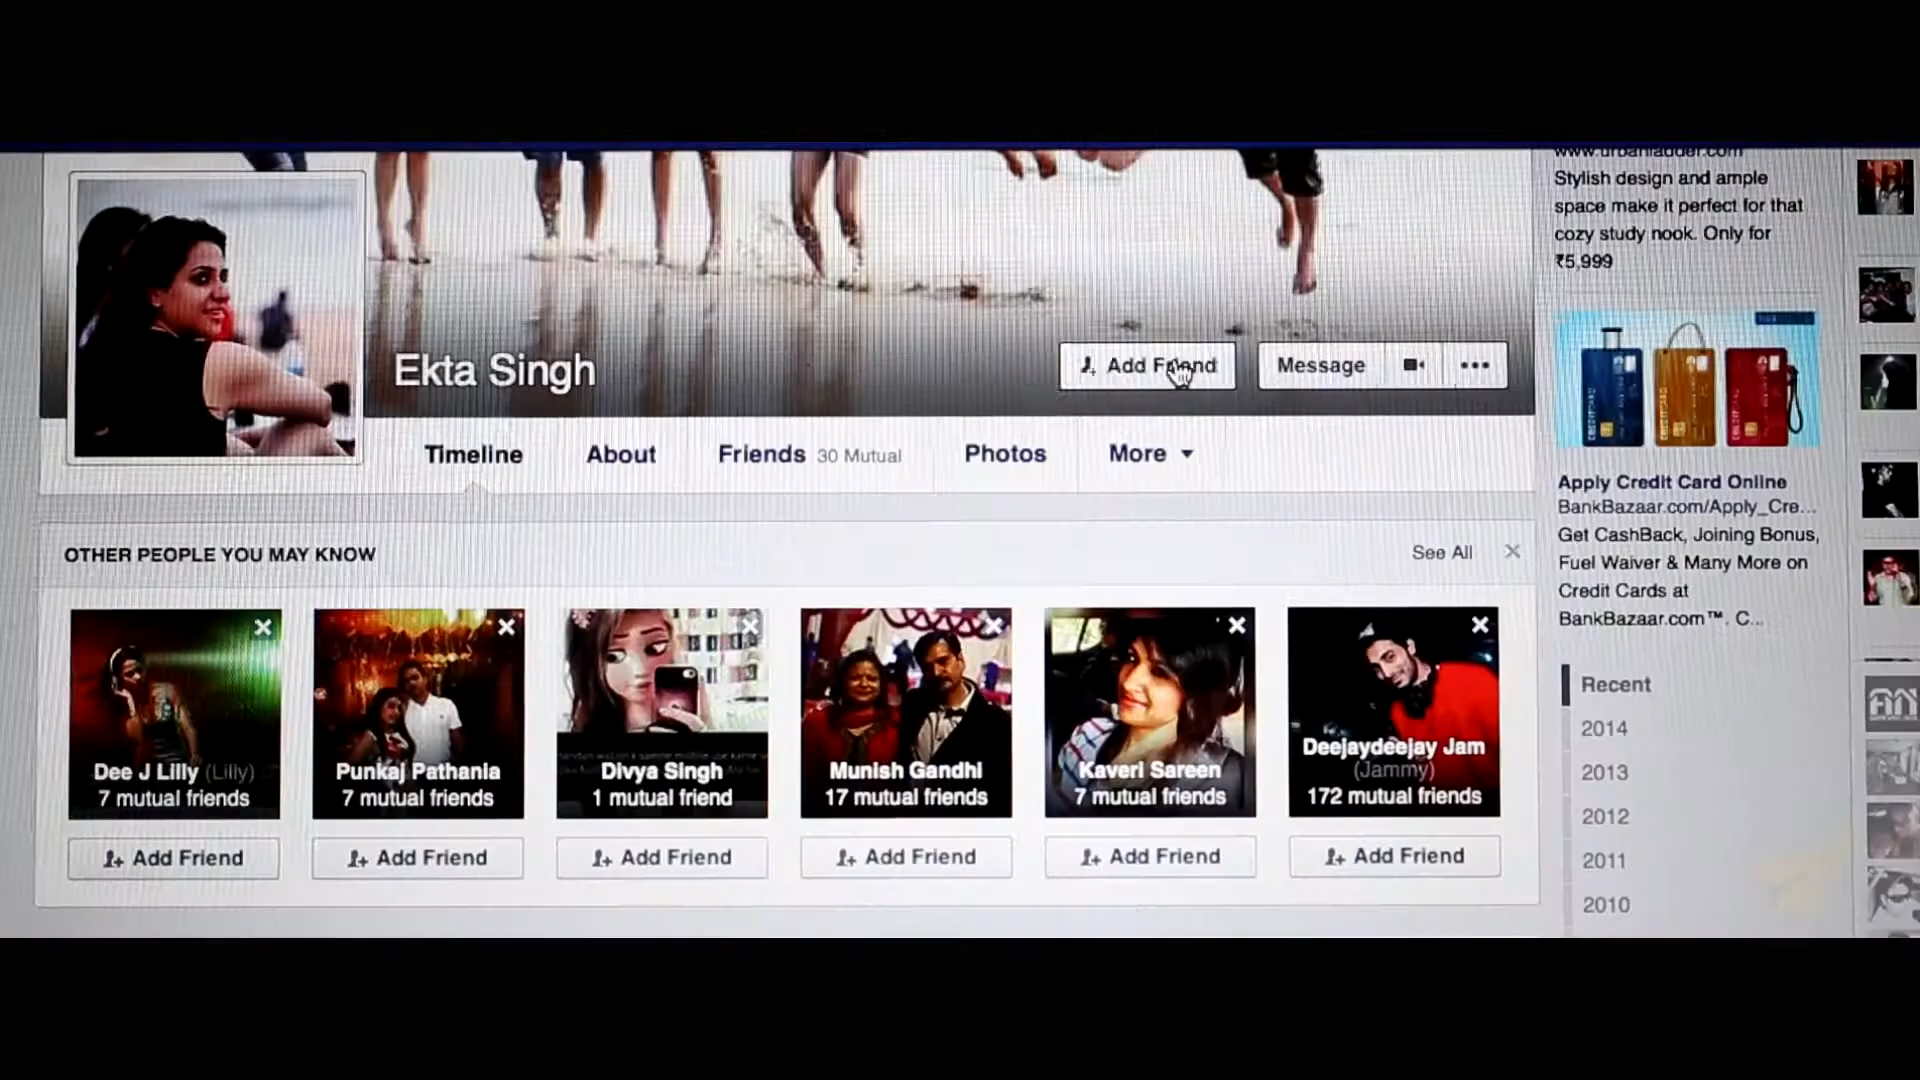 www.urbanladder.com
Stylish design and ample
space make it perfect for that
cozy study nook. Only for
₹5,999
Ekta Singh
Add Friend
Message
Timeline
About
Friends 30 Mutual
Photos
More
Apply Credit Card Online
BankBazaar.com/Apply_Cre...
Get CashBack, Joining Bonus,
Fuel Waiver & Many More on
Credit Cards at
BankBazaar.com™. C...
OTHER PEOPLE YOU MAY KNOW
See All
Dee J Lilly (Lilly)
7 mutual friends
Add Friend
Punkaj Pathania
7 mutual friends
Add Friend
Divya Singh
1 mutual friend
Add Friend
Munish Gandhi
17 mutual friends
Add Friend
Kaveri Sareen
7 mutual friends
Add Friend
Deejaydeejay Jam
(Jammy)
172 mutual friends
Add Friend
Recent
2014
2013
2012
2011
2010